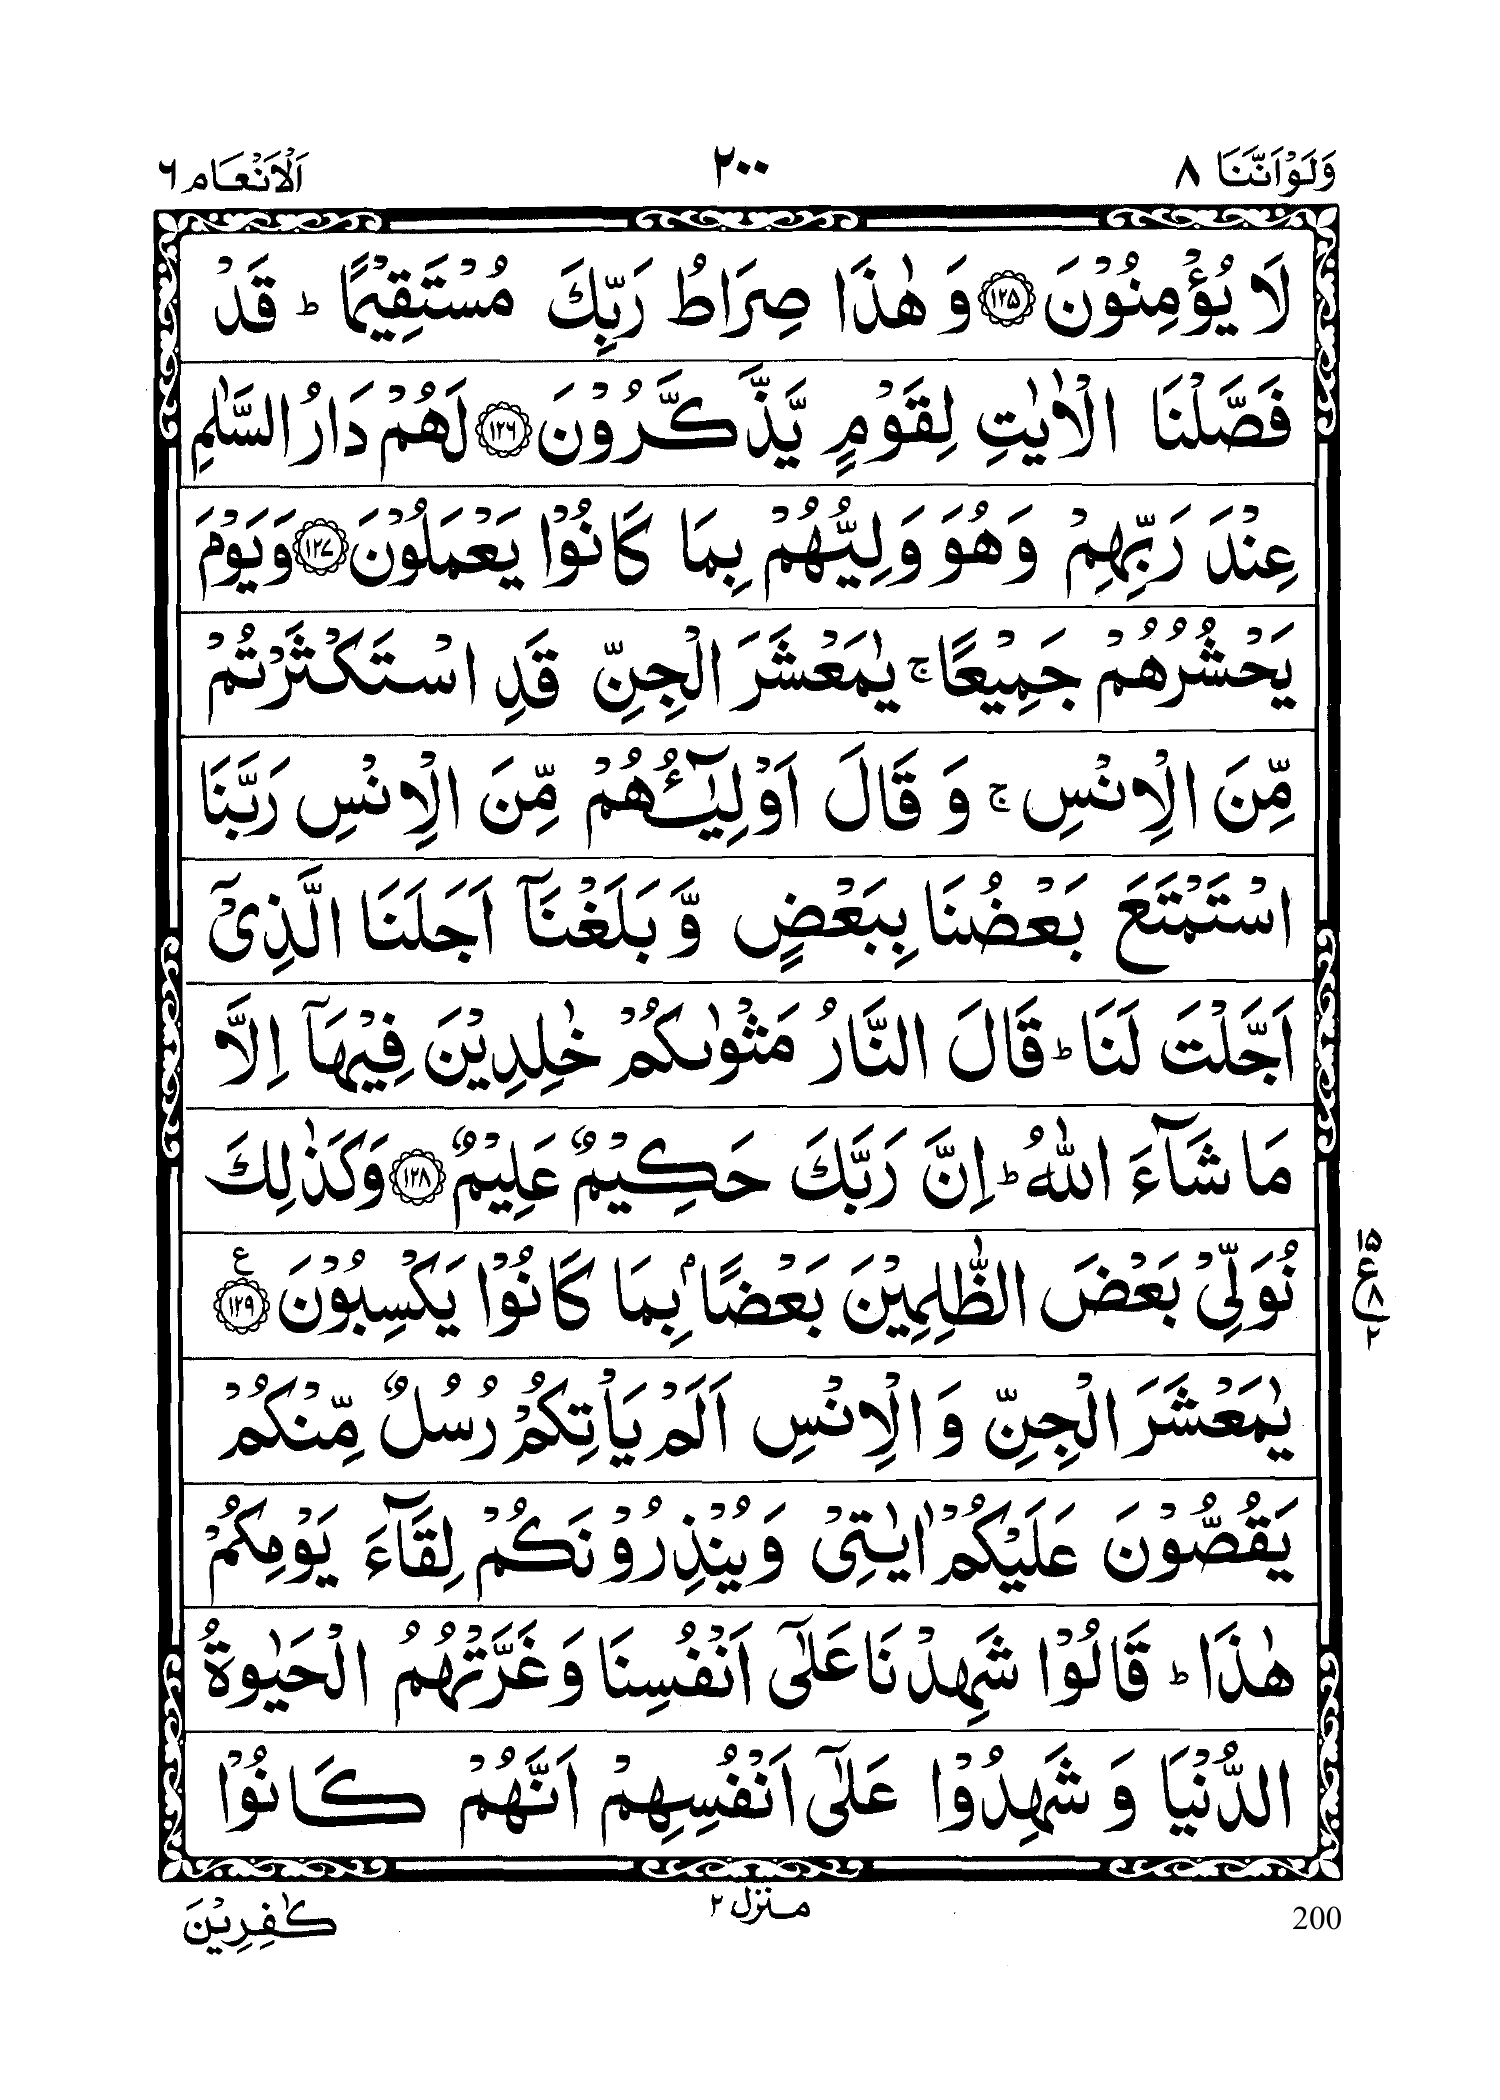 وَلَوْاَنَّنَا ٨
٢٠٠
اَلْاَنْعَام ٦
لَا يُؤْمِنُوْنَ ۝١٢٥ وَ هٰذَا صِرَاطُ رَبِّكَ مُسْتَقِيْمًا ؕ قَدْ
فَصَّلْنَا الْاٰيٰتِ لِقَوْمٍ يَّذَّكَّرُوْنَ ۝١٢٦ لَهُمْ دَارُ السَّلٰمِ
عِنْدَ رَبِّهِمْ وَهُوَ وَلِيُّهُمْ بِمَا كَانُوْا يَعْمَلُوْنَ ۝١٢٧ وَيَوْمَ
يَحْشُرُهُمْ جَمِيْعًا ۚ يٰمَعْشَرَ الْجِنِّ قَدِ اسْتَكْثَرْتُمْ
مِّنَ الْاِنْسِ ۚ وَ قَالَ اَوْلِيٰٓـُٔهُمْ مِّنَ الْاِنْسِ رَبَّنَا
اسْتَمْتَعَ بَعْضُنَا بِبَعْضٍ وَّ بَلَغْنَاۤ اَجَلَنَا الَّذِىْۤ
اَجَّلْتَ لَنَا ؕ قَالَ النَّارُ مَثْوٰىكُمْ خٰلِدِيْنَ فِيْهَاۤ اِلَّا
مَا شَآءَ اللّٰهُ ؕ اِنَّ رَبَّكَ حَكِيْمٌ عَلِيْمٌ ۝١٢٨ وَكَذٰلِكَ
نُوَلِّىْ بَعْضَ الظّٰلِمِيْنَ بَعْضًۢا بِمَا كَانُوْا يَكْسِبُوْنَ ۝١٢٩ ع
١٥
ع ٨
٢
يٰمَعْشَرَ الْجِنِّ وَ الْاِنْسِ اَلَمْ يَاْتِكُمْ رُسُلٌ مِّنْكُمْ
يَقُصُّوْنَ عَلَيْكُمْ اٰيٰتِىْ وَ يُنْذِرُوْنَكُمْ لِقَآءَ يَوْمِكُمْ
هٰذَا ؕ قَالُوْا شَهِدْنَا عَلٰٓى اَنْفُسِنَا وَ غَرَّتْهُمُ الْحَيٰوةُ
الدُّنْيَا وَ شَهِدُوْا عَلٰٓى اَنْفُسِهِمْ اَنَّهُمْ كَانُوْا
كٰفِرِيْنَ
منزل ٢
200